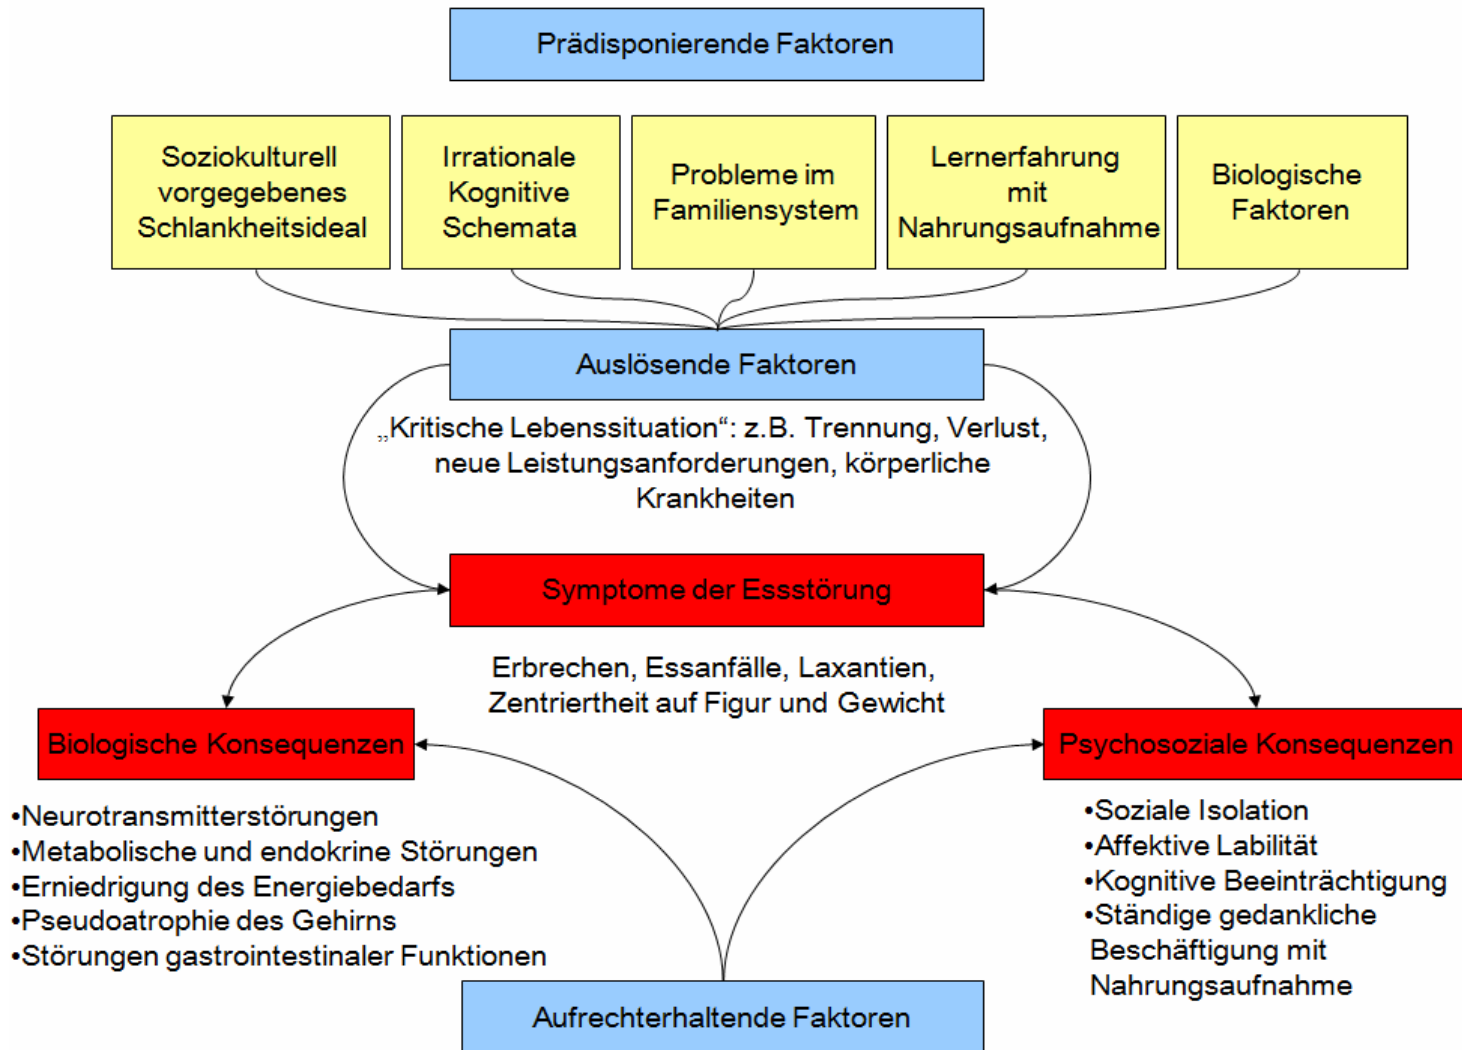 Prädisponierende Faktoren
Soziokulturell
vorgegebenes
Schlankheitsideal
Irrationale
Kognitive
Schemata
Probleme im
Familiensystem
Lernerfahrung
mit
Nahrungsaufnahme
Biologische
Faktoren
Auslösende Faktoren
„Kritische Lebenssituation“: z.B. Trennung, Verlust,
neue Leistungsanforderungen, körperliche
Krankheiten
Symptome der Essstörung
Erbrechen, Essanfälle, Laxantien,
Zentriertheit auf Figur und Gewicht
Biologische Konsequenzen
•Neurotransmitterstörungen
•Metabolische und endokrine Störungen
•Erniedrigung des Energiebedarfs
•Pseudoatrophie des Gehirns
•Störungen gastrointestinaler Funktionen
Psychosoziale Konsequenzen
•Soziale Isolation
•Affektive Labilität
•Kognitive Beeinträchtigung
•Ständige gedankliche
Beschäftigung mit
Nahrungsaufnahme
Aufrechterhaltende Faktoren